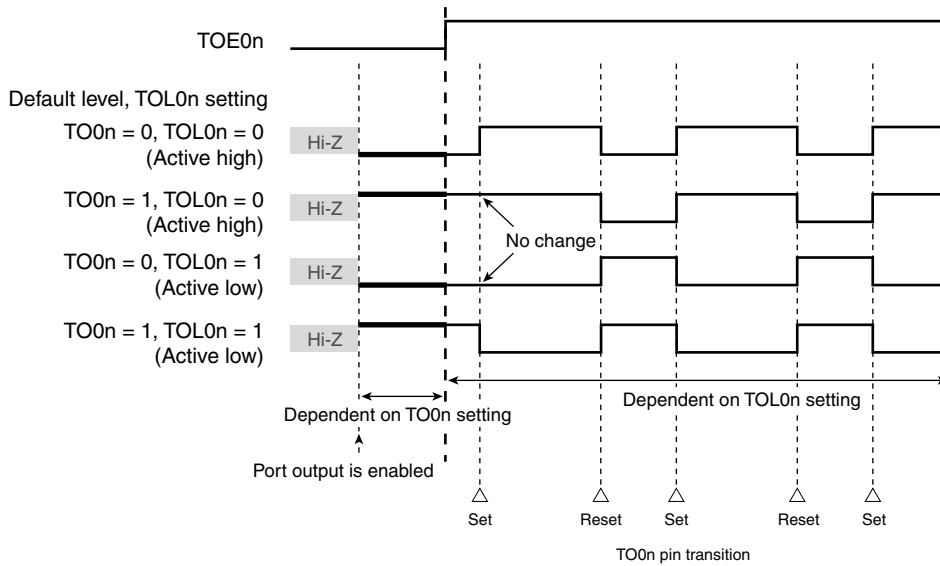 TOE0n
Default level, TOL0n setting
TO0n = 0, TOL0n = 0
(Active high)
Hi-Z
TO0n = 1, TOL0n = 0
(Active high)
Hi-Z
No change
TO0n = 0, TOL0n = 1
(Active low)
Hi-Z
TO0n = 1, TOL0n = 1
(Active low)
Hi-Z
Dependent on TO0n setting
Dependent on TOL0n setting
Port output is enabled
Set
Reset
Set
Reset
Set
TO0n pin transition